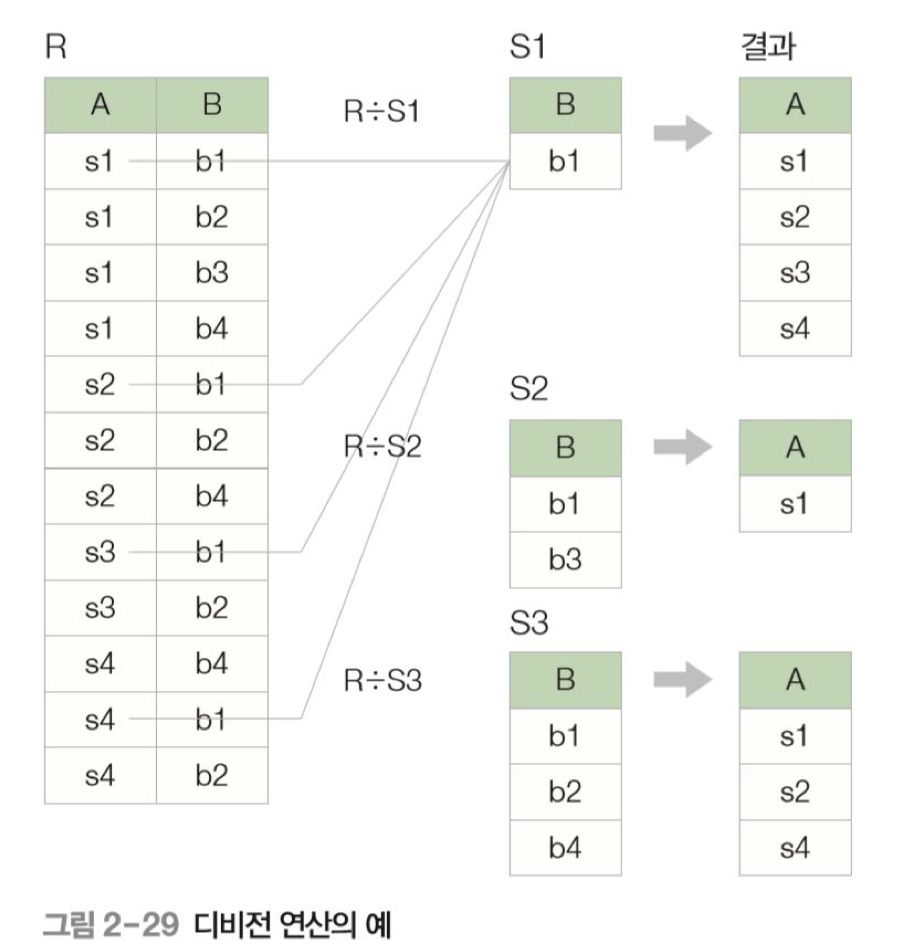 R
A B
s1 b1
s1 b2
s1 b3
s1 b4
s2 b1
s2 b2
s2 b4
s3 b1
s3 b2
s4 b4
s4 b1
s4 b2
R÷S1
S1
B
b1
결과
A
s1
s2
s3
s4
R÷S2
S2
B
b1
b3
A
s1
R÷S3
S3
B
b1
b2
b4
A
s1
s2
s4
그림 2-29 디비전 연산의 예